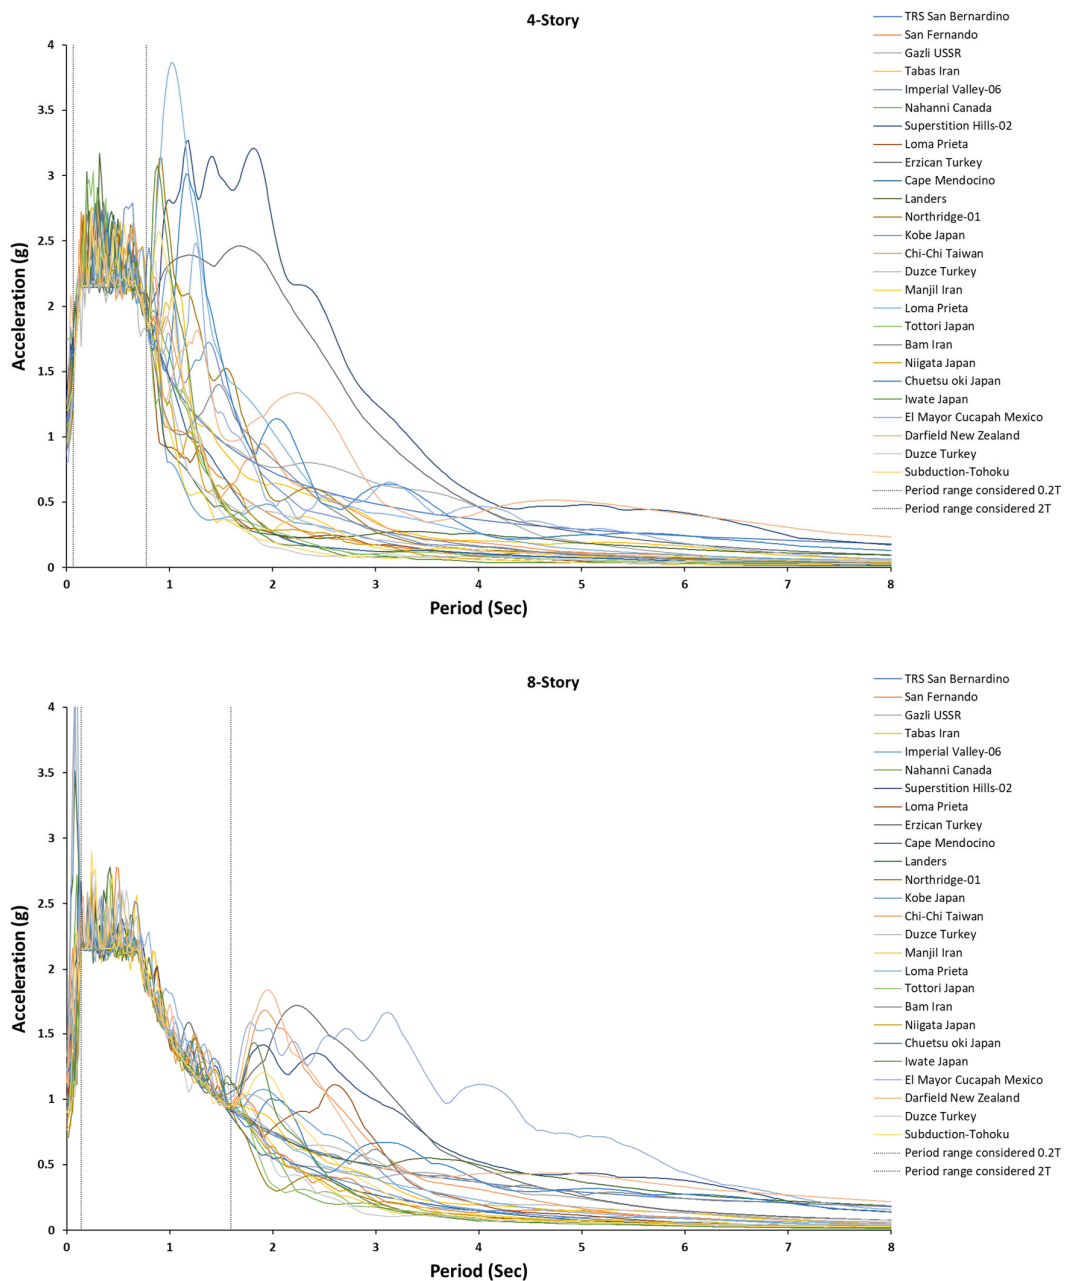 4-Story
4
3.5
3
2.5
2
1.5
1
0.5
0
Acceleration (g)
0 1 2 3 4 5 6 7 8
Period (Sec)
TRS San Bernardino
San Fernando
Gazli USSR
Tabas Iran
Imperial Valley-06
Nahanni Canada
Superstition Hills-02
Loma Prieta
Erzican Turkey
Cape Mendocino
Landers
Northridge-01
Kobe Japan
Chi-Chi Taiwan
Duzce Turkey
Manjil Iran
Loma Prieta
Tottori Japan
Bam Iran
Niigata Japan
Chuetsu oki Japan
Iwate Japan
El Mayor Cucapah Mexico
Darfield New Zealand
Duzce Turkey
Subduction-Tohoku
Period range considered 0.2T
Period range considered 2T
8-Story
4
3.5
3
2.5
2
1.5
1
0.5
0
Acceleration (g)
0 1 2 3 4 5 6 7 8
Period (Sec)
TRS San Bernardino
San Fernando
Gazli USSR
Tabas Iran
Imperial Valley-06
Nahanni Canada
Superstition Hills-02
Loma Prieta
Erzican Turkey
Cape Mendocino
Landers
Northridge-01
Kobe Japan
Chi-Chi Taiwan
Duzce Turkey
Manjil Iran
Loma Prieta
Tottori Japan
Bam Iran
Niigata Japan
Chuetsu oki Japan
Iwate Japan
El Mayor Cucapah Mexico
Darfield New Zealand
Duzce Turkey
Subduction-Tohoku
Period range considered 0.2T
Period range considered 2T